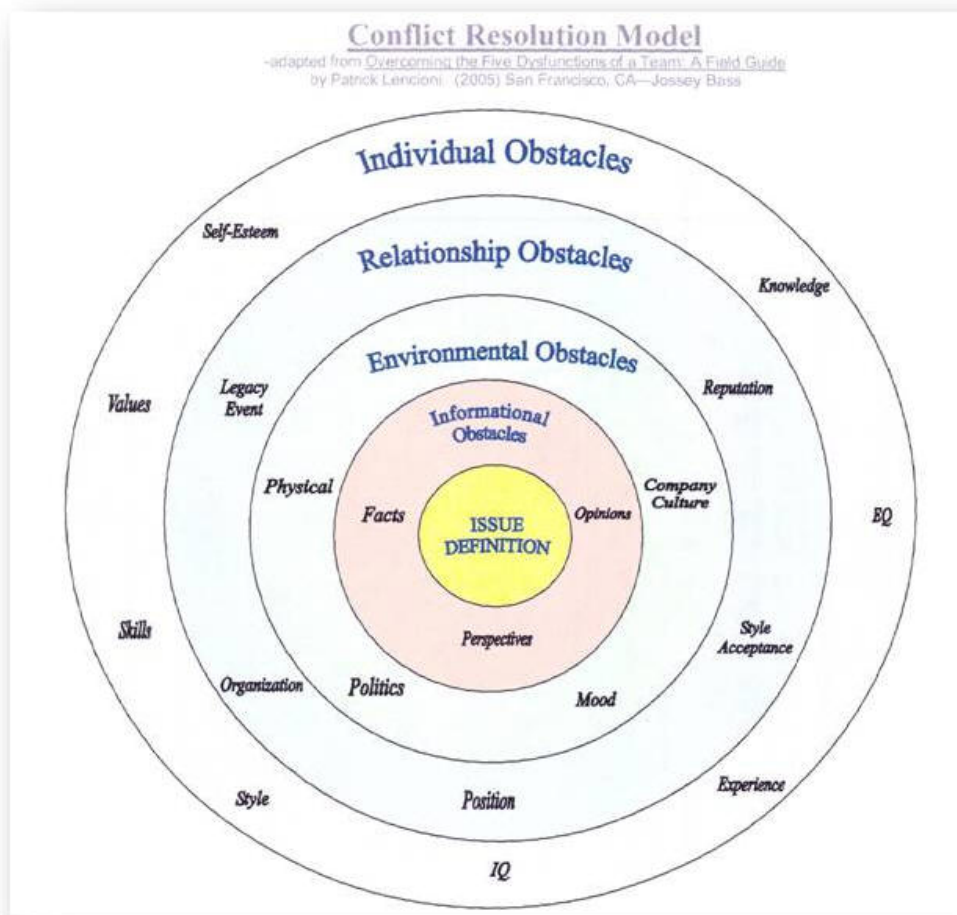 Conflict Resolution Model
-adapted from Overcoming the Five Dysfunctions of a Team: A Field Guide
by Patrick Lencioni (2005) San Francisco, CA—Jossey Bass
Individual Obstacles
Self-Esteem
Relationship Obstacles
Knowledge
Environmental Obstacles
Values
Legacy
Event
Reputation
Informational
Obstacles
Physical
Company
Culture
Facts
Opinions
EQ
ISSUE
DEFINITION
Skills
Perspectives
Style
Acceptance
Organization
Politics
Mood
Style
Position
Experience
IQ